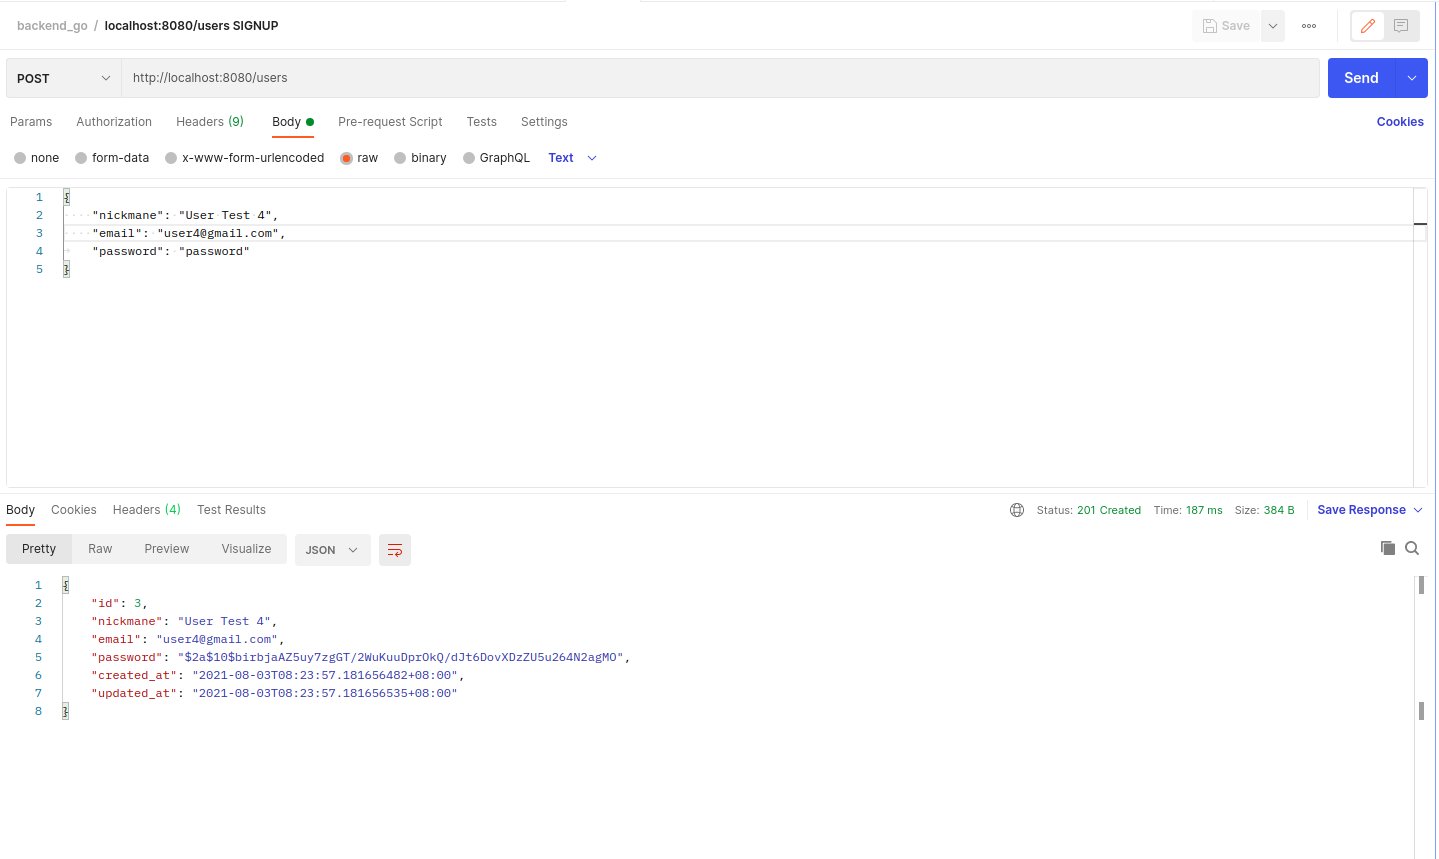 backend_go / localhost:8080/users SIGNUP
Save
POST http://localhost:8080/users Send
Params Authorization Headers (9) Body Pre-request Script Tests Settings Cookies
none form-data x-www-form-urlencoded raw binary GraphQL Text
1 {
2 "nickmane": "User Test 4",
3 "email": "user4@gmail.com",
4 "password": "password"
5 }
Body Cookies Headers (4) Test Results Status: 201 Created Time: 187 ms Size: 384 B Save Response
Pretty Raw Preview Visualize JSON
1 {
2 "id": 3,
3 "nickmane": "User Test 4",
4 "email": "user4@gmail.com",
5 "password": "$2a$10$birbjaAZ5uy7zgGT/2WuKuuDprOkQ/dJt6DovXDzZU5u264N2agMO",
6 "created_at": "2021-08-03T08:23:57.181656482+08:00",
7 "updated_at": "2021-08-03T08:23:57.181656535+08:00"
8 }